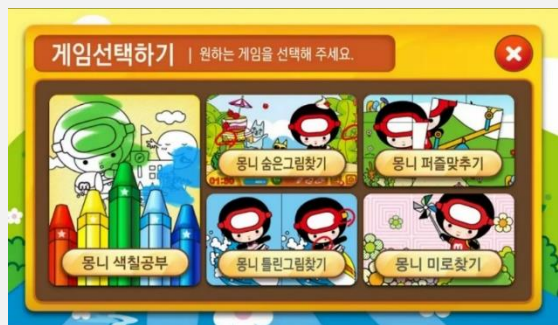 게임선택하기 | 원하는 게임을 선택해 주세요.
몽니 색칠공부
몽니 숨은그림찾기
몽니 퍼즐맞추기
몽니 틀린그림찾기
몽니 미로찾기